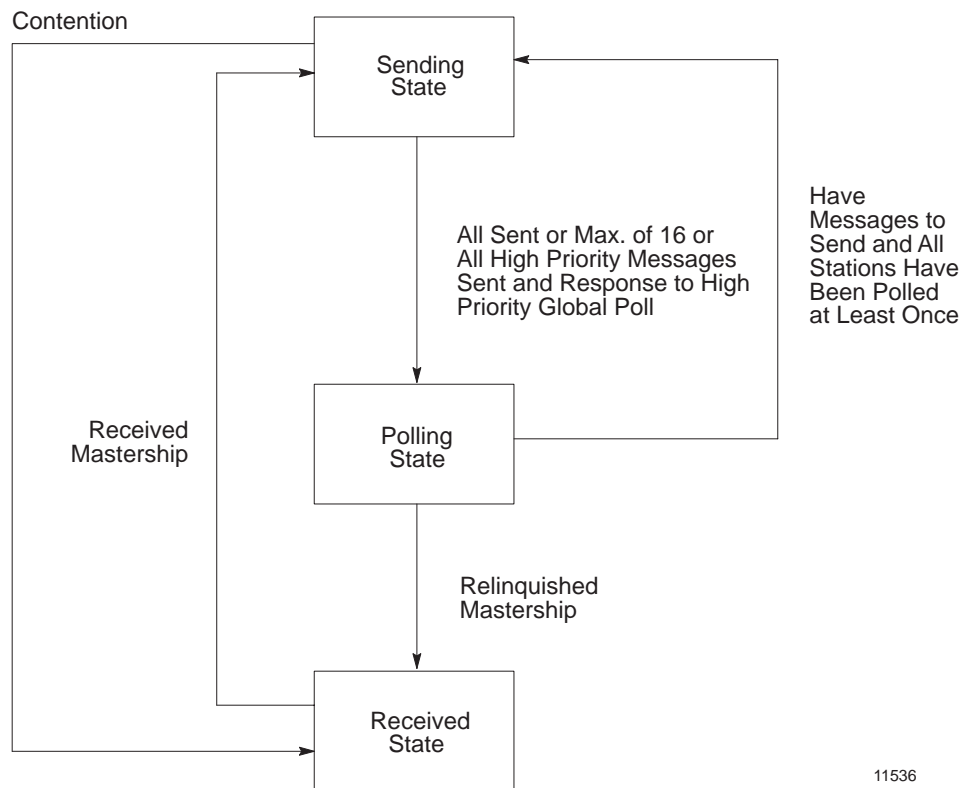 Contention
Sending
State
All Sent or Max. of 16 or
All High Priority Messages
Sent and Response to High
Priority Global Poll
Have
Messages to
Send and All
Stations Have
Been Polled
at Least Once
Received
Mastership
Polling
State
Relinquished
Mastership
Received
State
11536